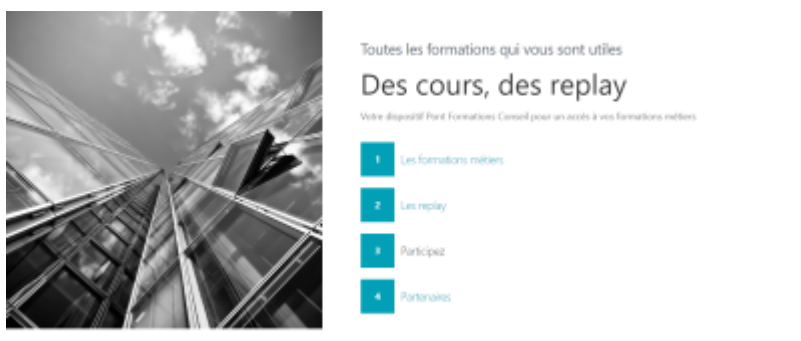 Toutes les formations qui vous sont utiles
Des cours, des replay
Votre dispositif Pont Formations Conseil pour un accès à vos formations métiers
1 Les formations métiers
2 Les replay
3 Participez
4 Partenaires